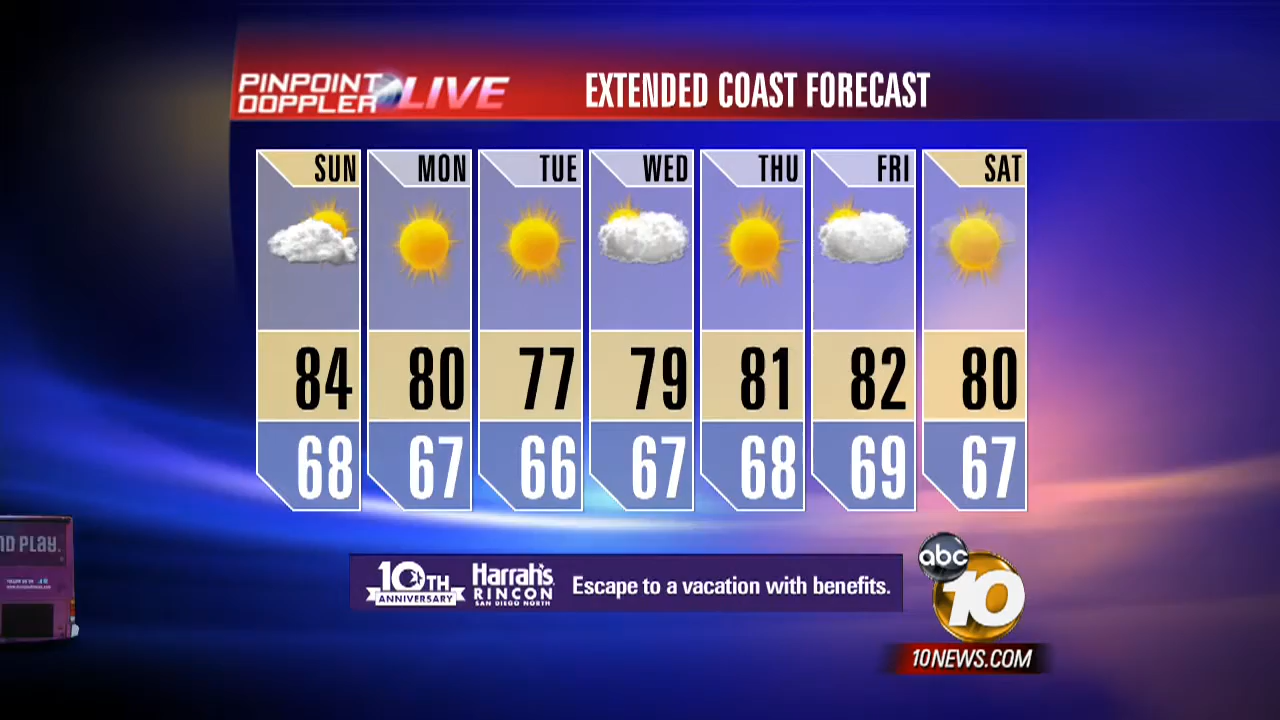 PINPOINT
DOPPLER LIVE
EXTENDED COAST FORECAST
SUN MON TUE WED THU FRI SAT
84 80 77 79 81 82 80
68 67 66 67 68 69 67
ND PLAY.
10TH
ANNIVERSARY
Harrah's
RINCON
SAN DIEGO NORTH
Escape to a vacation with benefits.
abc
10
10NEWS.COM